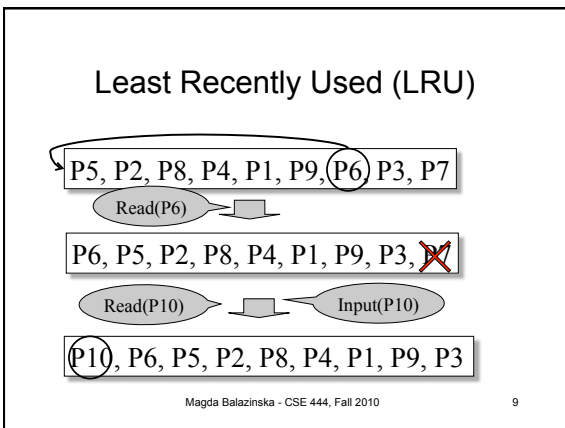 Least Recently Used (LRU)
P5, P2, P8, P4, P1, P9, P6, P3, P7
Read(P6)
P6, P5, P2, P8, P4, P1, P9, P3, P7
Read(P10)
Input(P10)
P10, P6, P5, P2, P8, P4, P1, P9, P3
Magda Balazinska - CSE 444, Fall 2010
9